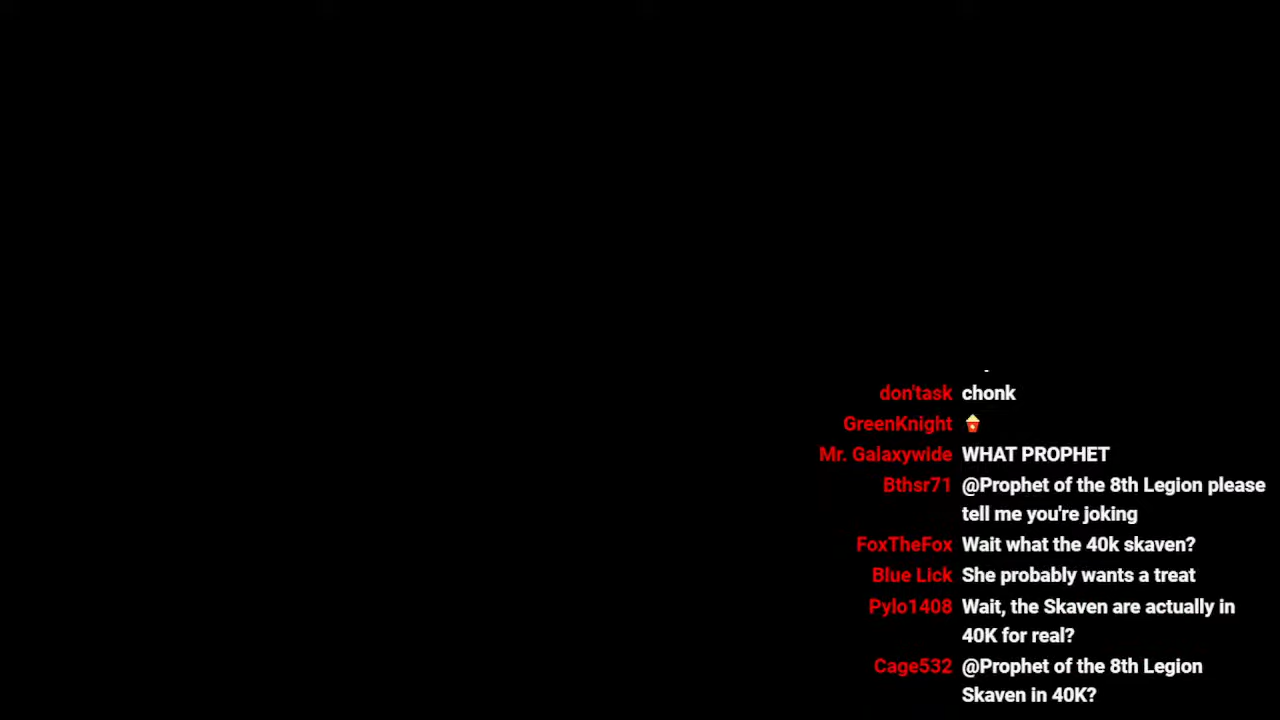 don'task chonk
GreenKnight 🍿
Mr. Galaxywide WHAT PROPHET
Bthsr71 @Prophet of the 8th Legion please
tell me you're joking
FoxTheFox Wait what the 40k skaven?
Blue Lick She probably wants a treat
Pylo1408 Wait, the Skaven are actually in
40K for real?
Cage532 @Prophet of the 8th Legion
Skaven in 40K?